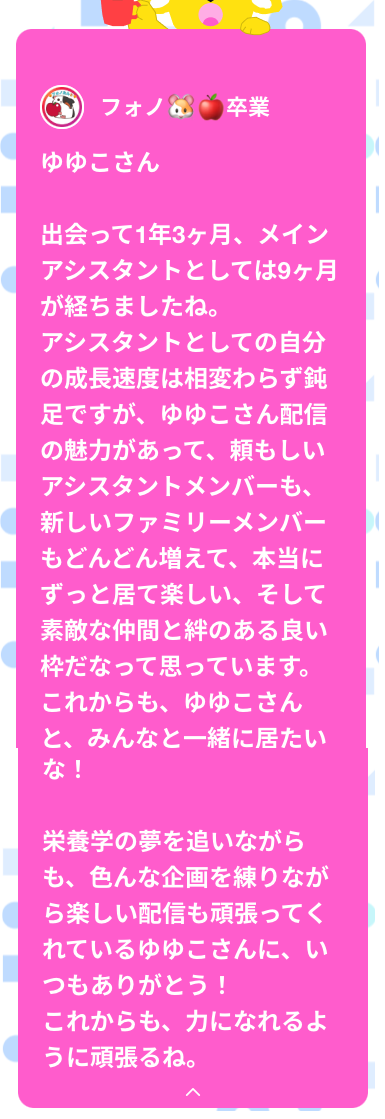 フォノ🐹🍎卒業
ゆゆこさん
出会って1年3ヶ月、メイン
アシスタントとしては9ヶ月
が経ちましたね。
アシスタントとしての自分
の成長速度は相変わらず鈍
足ですが、ゆゆこさん配信
の魅力があって、頼もしい
アシスタントメンバーも、
新しいファミリーメンバー
もどんどん増えて、本当に
ずっと居て楽しい、そして
素敵な仲間と絆のある良い
枠だなって思っています。
これからも、ゆゆこさん
と、みんなと一緒に居たい
な！
栄養学の夢を追いながら
も、色んな企画を練りなが
ら楽しい配信も頑張ってく
れているゆゆこさんに、い
つもありがとう！
これからも、力になれるよ
うに頑張るね。